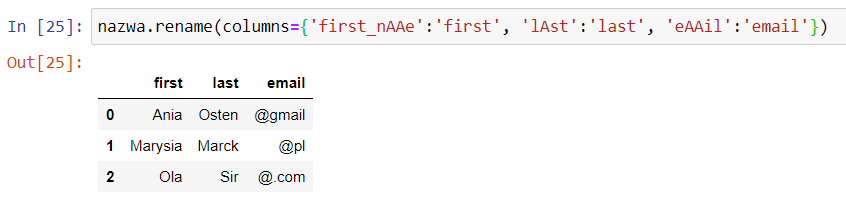 In [25]: nazwa.rename(columns={'first_nAAe':'first', 'lAst':'last', 'eAAil':'email'})
Out[25]:
first last email
0 Ania Osten @gmail
1 Marysia Marck @pl
2 Ola Sir @.com